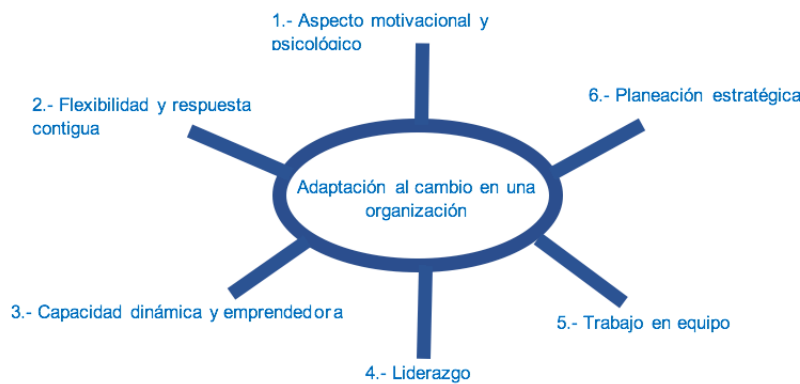 1.- Aspecto motivacional y
psicológico
2.- Flexibilidad y respuesta
contigua
6.- Planeación estratégica
Adaptación al cambio en una
organización
3.- Capacidad dinámica y emprendedora
5.- Trabajo en equipo
4.- Liderazgo